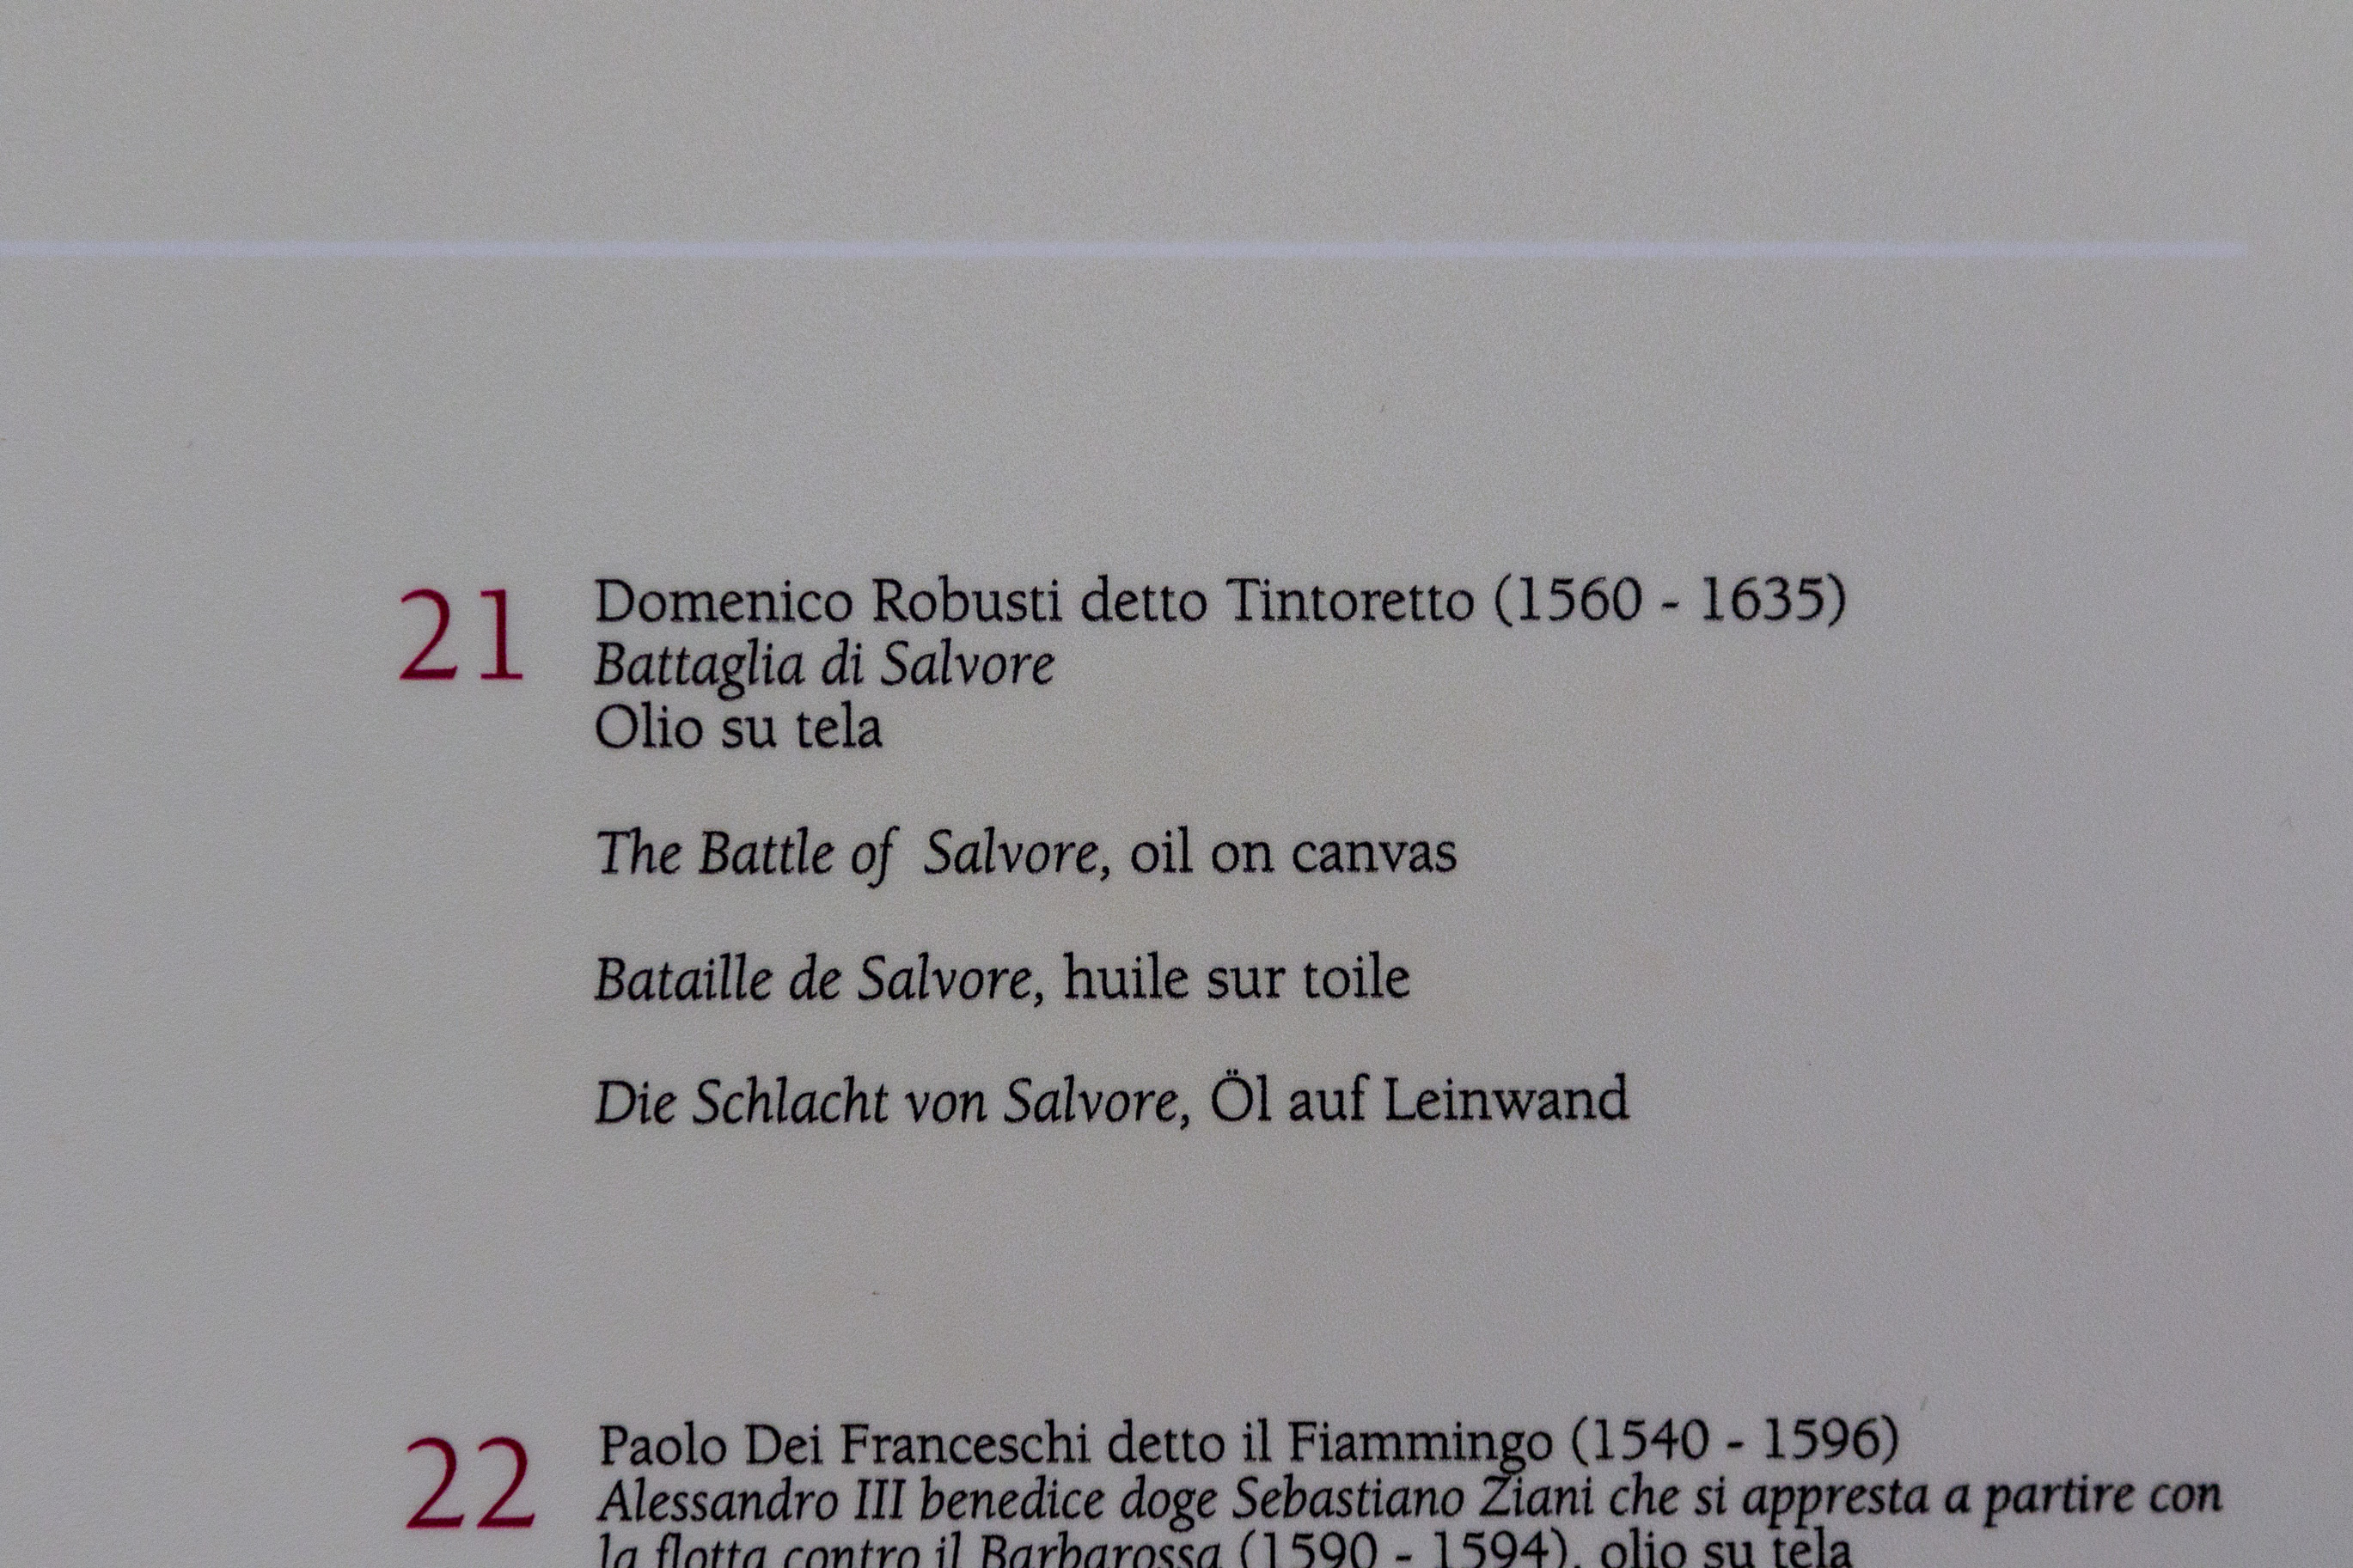 21
Domenico Robusti detto Tintoretto (1560 - 1635)
Battaglia di Salvore
Olio su tela
The Battle of  Salvore, oil on canvas
Bataille de Salvore, huile sur toile
Die Schlacht von Salvore, Öl auf Leinwand
22
Paolo Dei Franceschi detto il Fiammingo (1540 - 1596)
Alessandro III benedice doge Sebastiano Ziani che si appresta a partire con
la flotta contro il Barbarossa (1590 - 1594), olio su tela